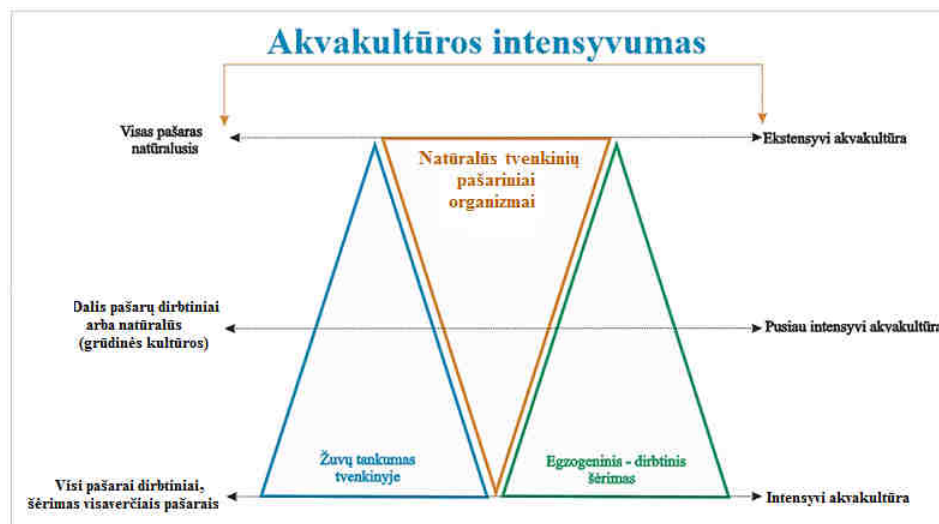 Akvakultūros intensyvumas
Visas pašaras
natūralusis
Ekstensyvi akvakultūra
Natūralūs tvenkinių
pašariniai
organizmai
Dalis pašarų dirbtiniai
arba natūralūs
(grūdinės kultūros)
Pusiau intensyvi akvakultūra
Žuvų tankumas
tvenkinyje
Egzogeninis - dirbtinis
šėrimas
Visi pašarai dirbtiniai,
šėrimas visaverčiais pašarais
Intensyvi akvakultūra